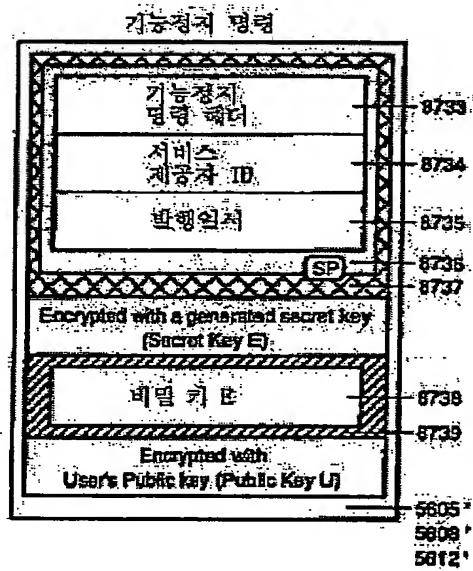 기능정지 명령
기능정지
명령 헤더
8733
서비스
제공자 ID
8734
발행일시
8735
SP
8736
8737
Encrypted with a generated secret key
(Secret Key E)
비밀 키 E
8738
8739
Encrypted with
User's Public key (Public Key U)
5605*
5608*
5612*